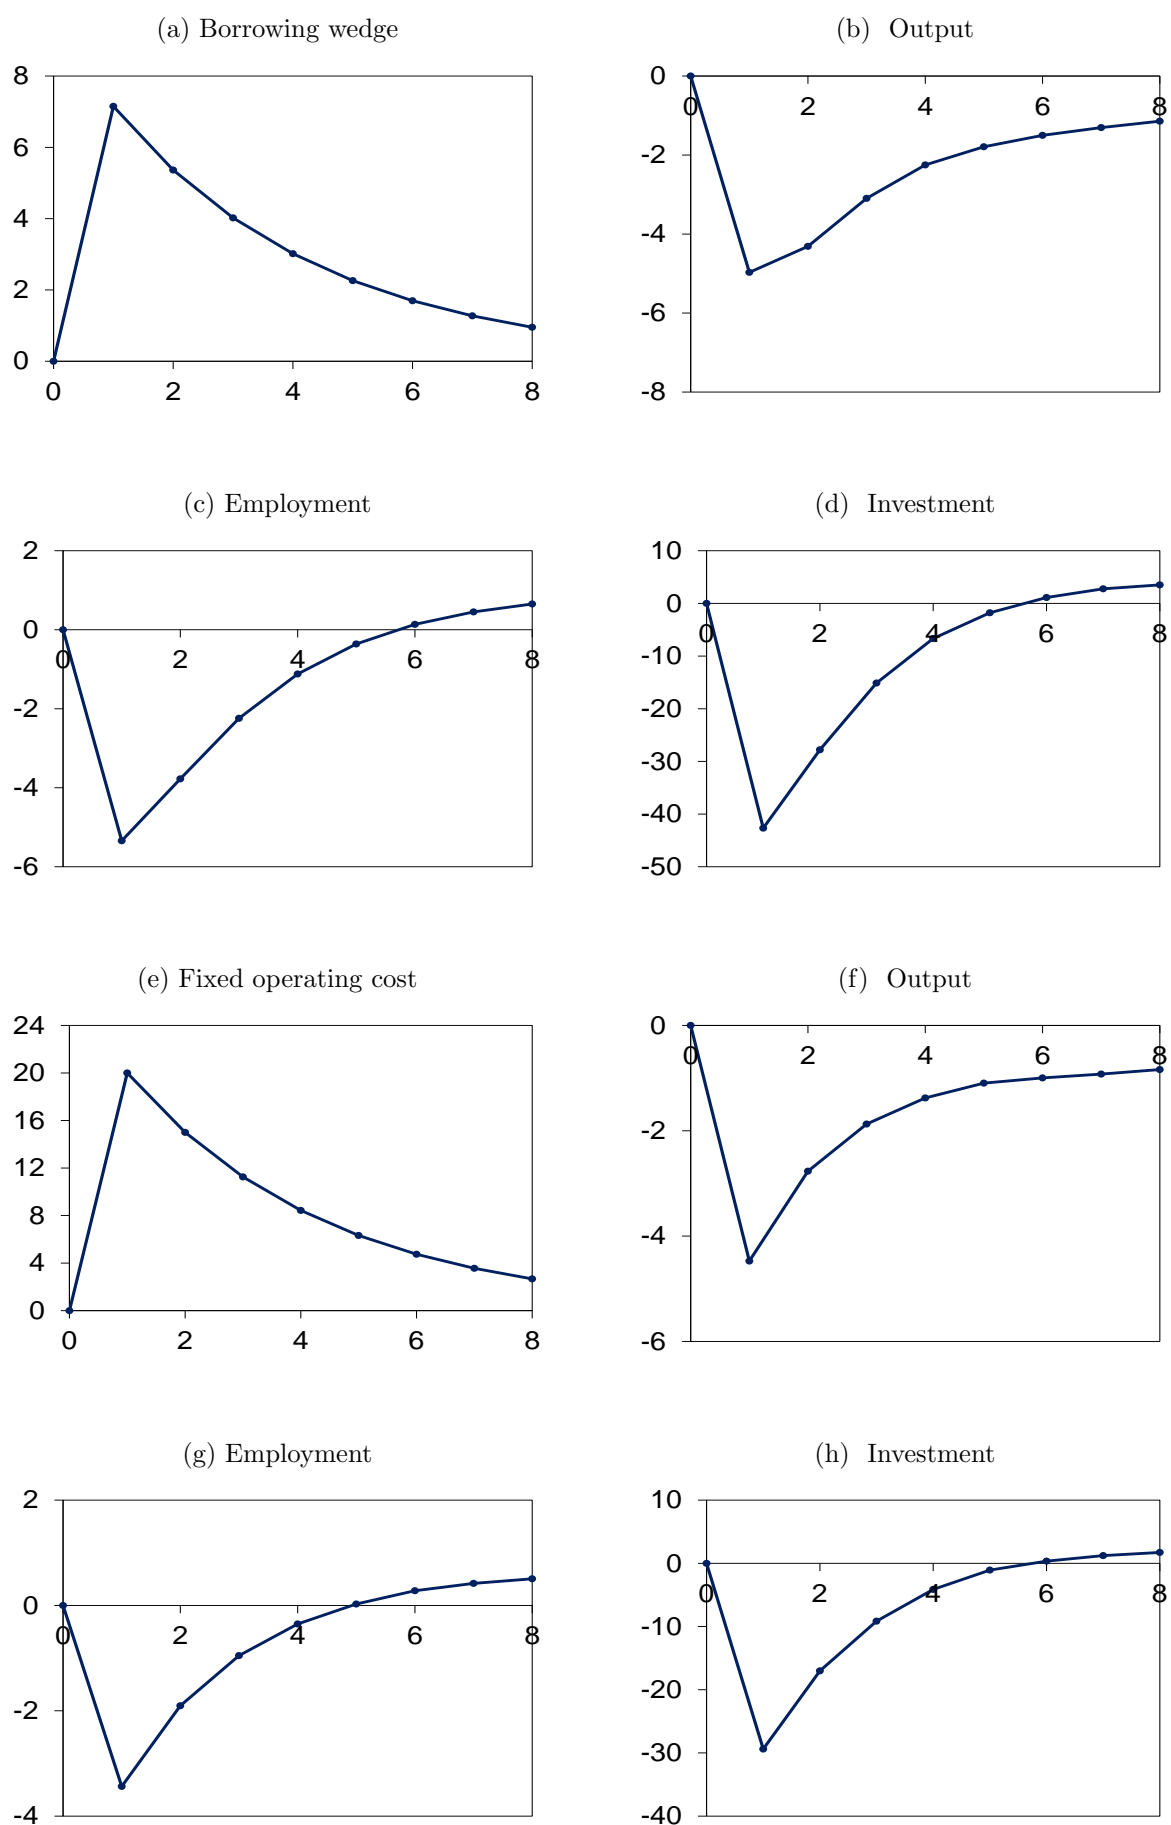 (a) Borrowing wedge
8
6
4
2
0
0 2 4 6 8
(b) Output
0
-2
-4
-6
-8
0 2 4 6 8
(c) Employment
2
0
-2
-4
-6
0 2 4 6 8
(d) Investment
10
0
-10
-20
-30
-40
-50
0 2 4 6 8
(e) Fixed operating cost
24
20
16
12
8
4
0
0 2 4 6 8
(f) Output
0
-2
-4
-6
0 2 4 6 8
(g) Employment
2
0
-2
-4
0 2 4 6 8
(h) Investment
10
0
-10
-20
-30
-40
0 2 4 6 8